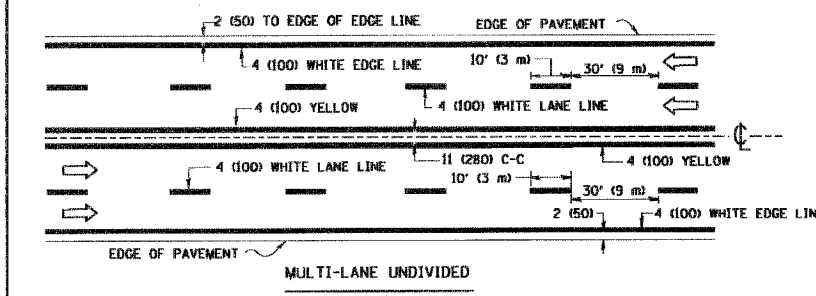 2 (50) TO EDGE OF EDGE LINE
EDGE OF PAVEMENT
4 (100) WHITE EDGE LINE
10' (3 m)
30' (9 m)
4 (100) YELLOW
4 (100) WHITE LANE LINE
℄
4 (100) WHITE LANE LINE
11 (280) C-C
4 (100) YELLOW
10' (3 m)
30' (9 m)
2 (50)
4 (100) WHITE EDGE LIN
EDGE OF PAVEMENT
MULTI-LANE UNDIVIDED